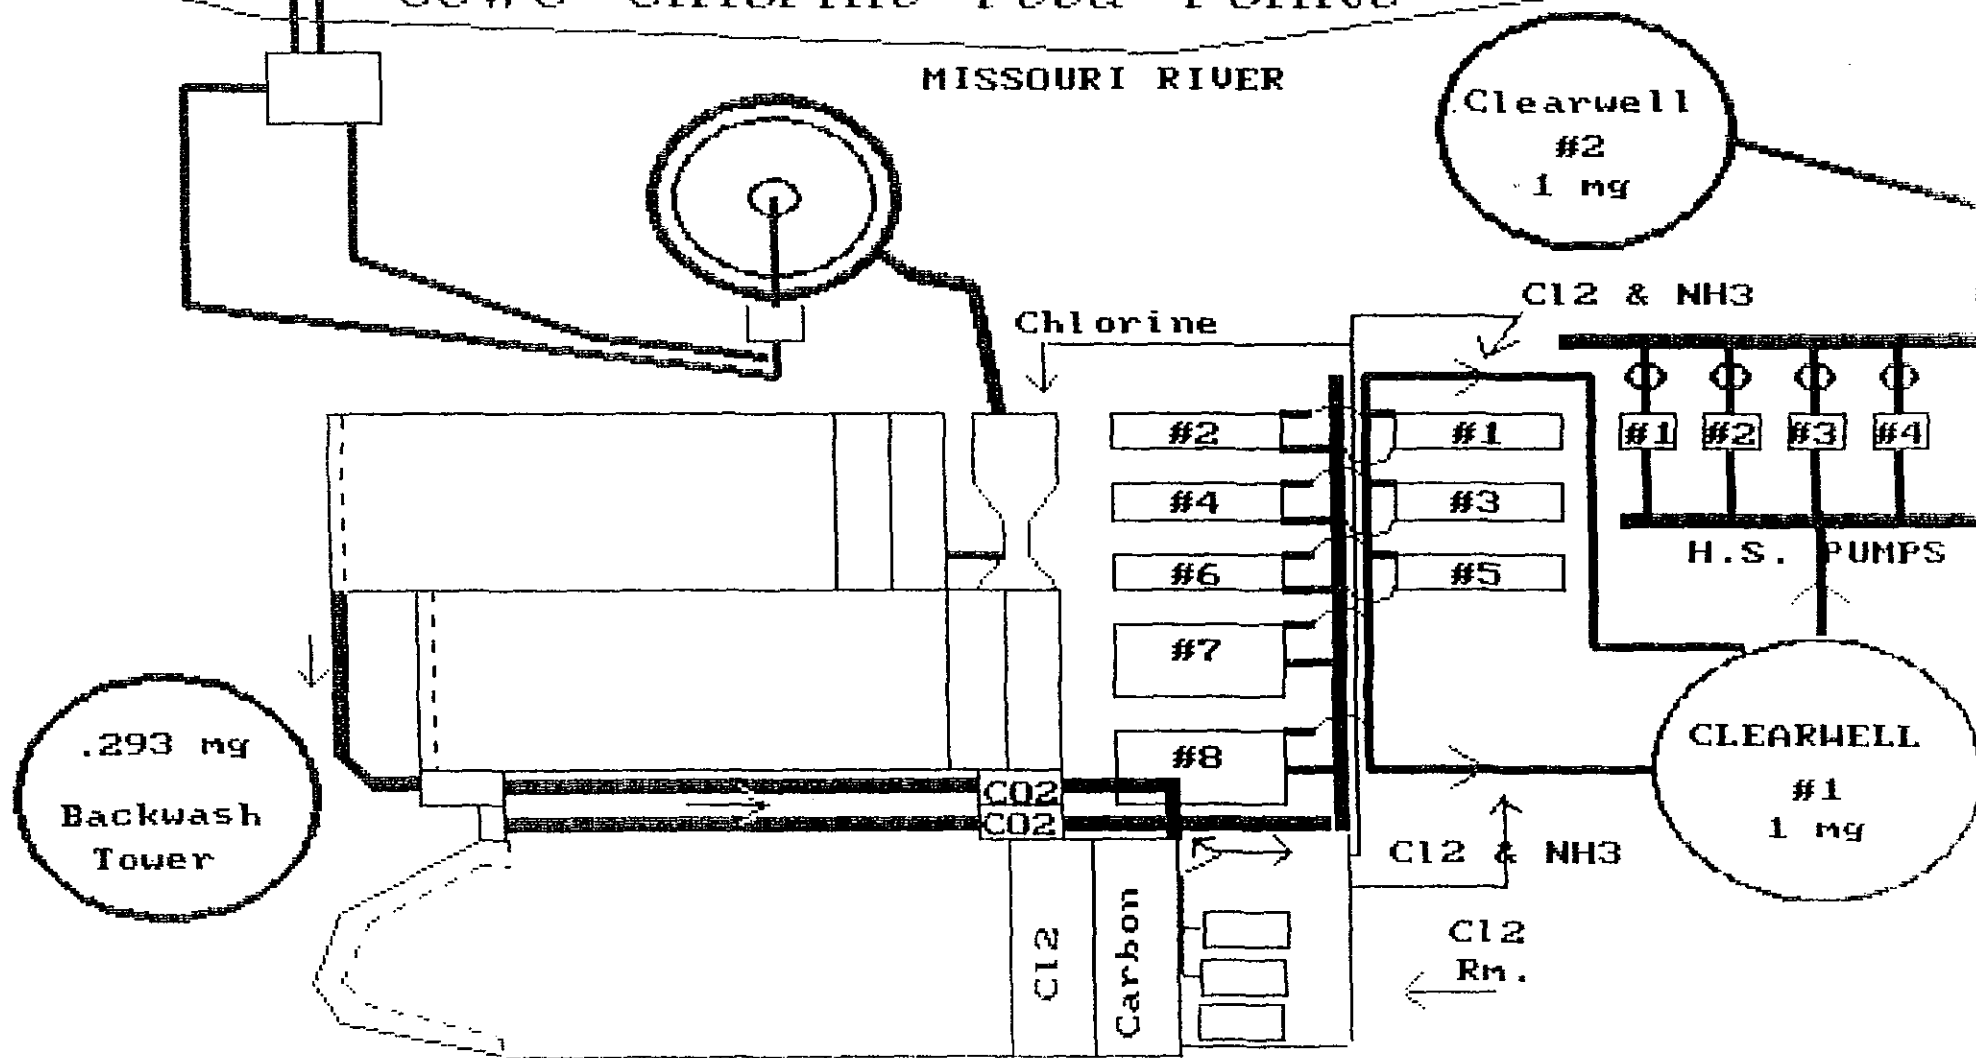 MISSOURI RIVER
Clearwell
#2
1 mg
Cl2 & NH3
Chlorine
#2
#1
#1
#2
#3
#4
#4
#3
H.S. PUMPS
#6
#5
#7
CLEARWELL
#1
1 mg
#8
.293 mg
Backwash
Tower
CO2
CO2
Cl2 & NH3
Cl2
Carbon
Cl2
Rm.